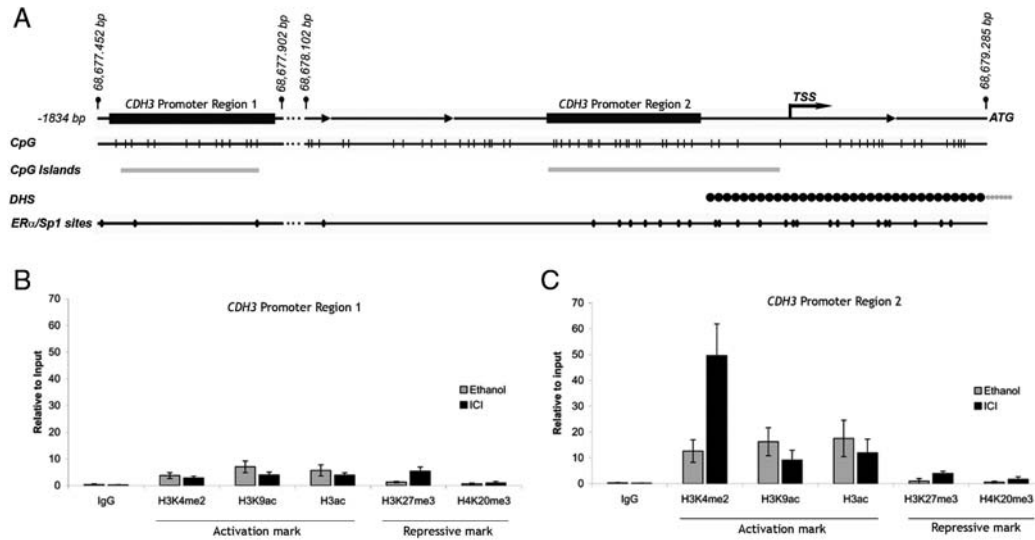 A
68,677.452 bp
68,677.902 bp
68,678.102 bp
68,679.285 bp
CDH3 Promoter Region 1
CDH3 Promoter Region 2
TSS
-1834 bp
ATG
CpG
CpG Islands
DHS
ERα/Sp1 sites
B
CDH3 Promoter Region 1
Relative to Input
70
60
50
40
30
20
10
0
Ethanol
ICI
IgG
H3K4me2
H3K9ac
H3ac
H3K27me3
H4K20me3
Activation mark
Repressive mark
C
CDH3 Promoter Region 2
Relative to input
70
60
50
40
30
20
10
0
Ethanol
ICI
IgG
H3K4me2
H3K9ac
H3ac
H3K27me3
H4K20me3
Activation mark
Repressive mark